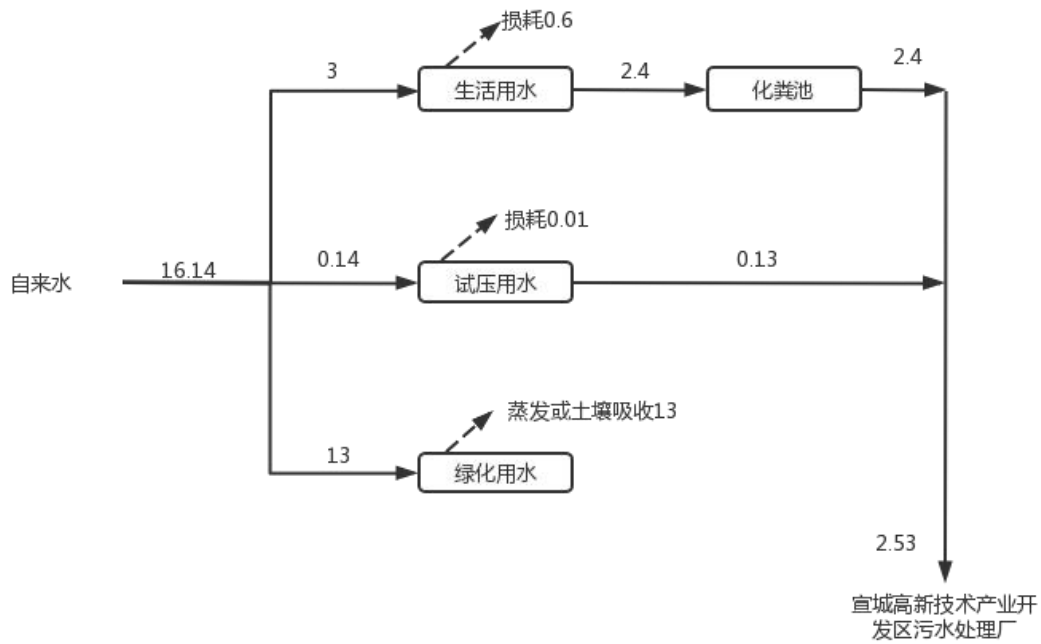 损耗0.6
3
生活用水
2.4
化粪池
2.4
损耗0.01
自来水
16.14
0.14
试压用水
0.13
蒸发或土壤吸收13
13
绿化用水
2.53
宣城高新技术产业开
发区污水处理厂